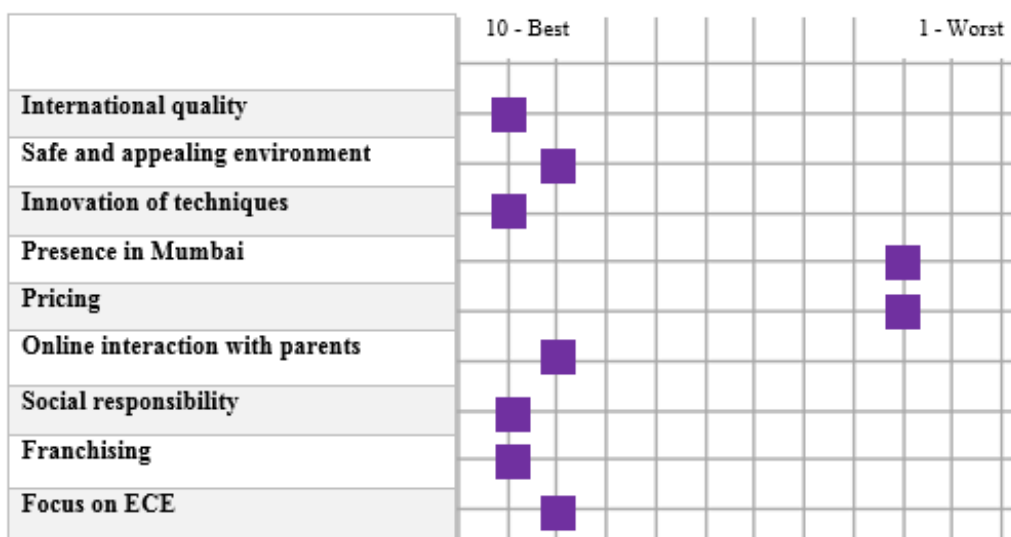 10 - Best 1 - Worst
International quality
Safe and appealing environment
Innovation of techniques
Presence in Mumbai
Pricing
Online interaction with parents
Social responsibility
Franchising
Focus on ECE